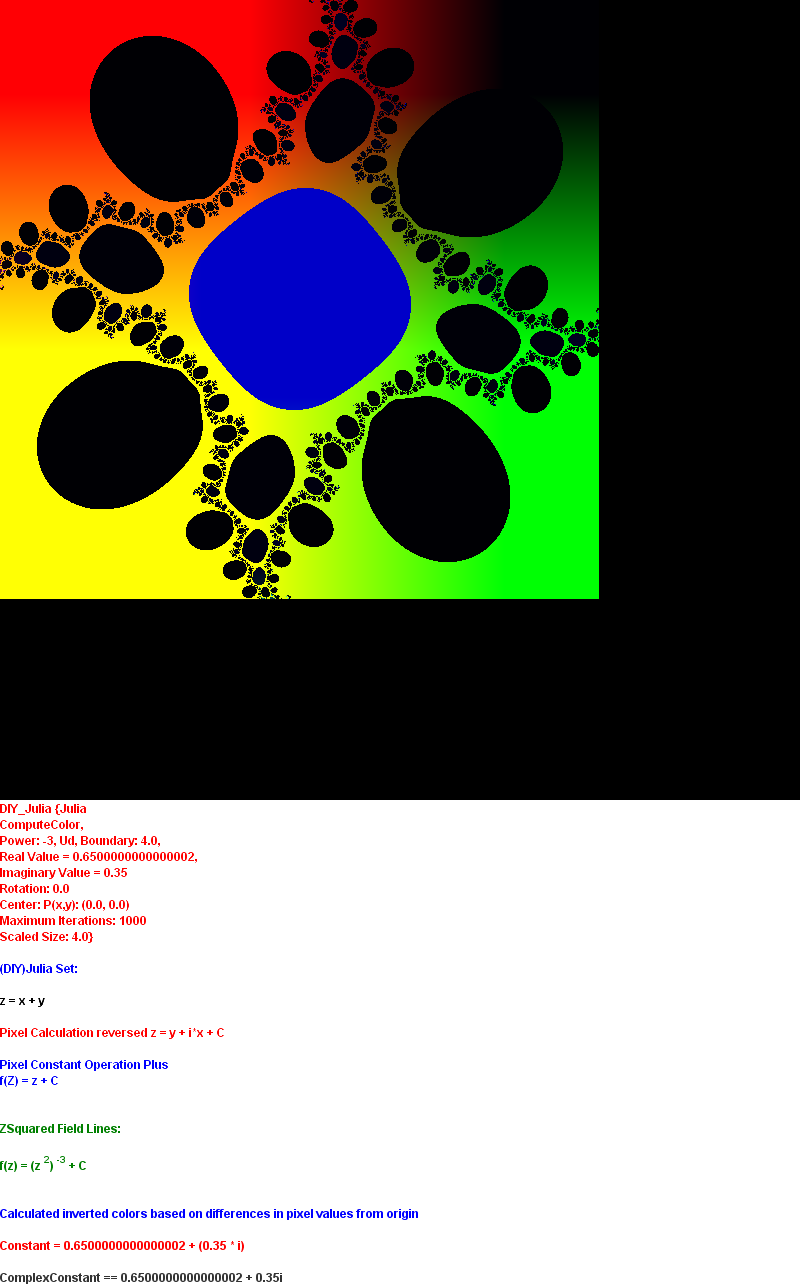 DIY_Julia {Julia
ComputeColor,
Power: -3, Ud, Boundary: 4.0,
Real Value = 0.6500000000000002,
Imaginary Value = 0.35
Rotation: 0.0
Center: P(x,y): (0.0, 0.0)
Maximum Iterations: 1000
Scaled Size: 4.0}
(DIY)Julia Set:
z = x + y
Pixel Calculation reversed z = y + i*x + C
Pixel Constant Operation Plus
f(Z) = z + C
ZSquared Field Lines:
f(z) = (z ²) ⁻³ + C
Calculated inverted colors based on differences in pixel values from origin
Constant = 0.6500000000000002 + (0.35 * i)
ComplexConstant == 0.6500000000000002 + 0.35i